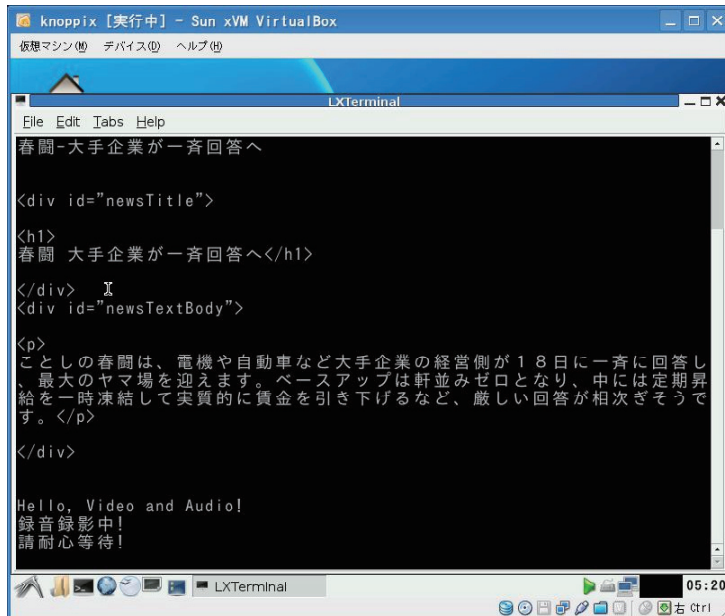 knoppix [実行中] - Sun xVM VirtualBox
仮想マシン(M) デバイス(D) ヘルプ(H)
LXTerminal
File Edit Tabs Help
春闘-大手企業が一斉回答へ
<div id="newsTitle">
<h1>
春闘 大手企業が一斉回答へ</h1>
</div>
<div id="newsTextBody">
<p>
ことしの春闘は、電機や自動車など大手企業の経営側が18日に一斉に回答し
、最大のヤマ場を迎えます。ベースアップは軒並みゼロとなり、中には定期昇
給を一時凍結して実質的に賃金を引き下げるなど、厳しい回答が相次ぎそうで
す。</p>
</div>
Hello, Video and Audio!
録音録影中!
請耐心等待!
LXTerminal
05:20
右 Ctrl